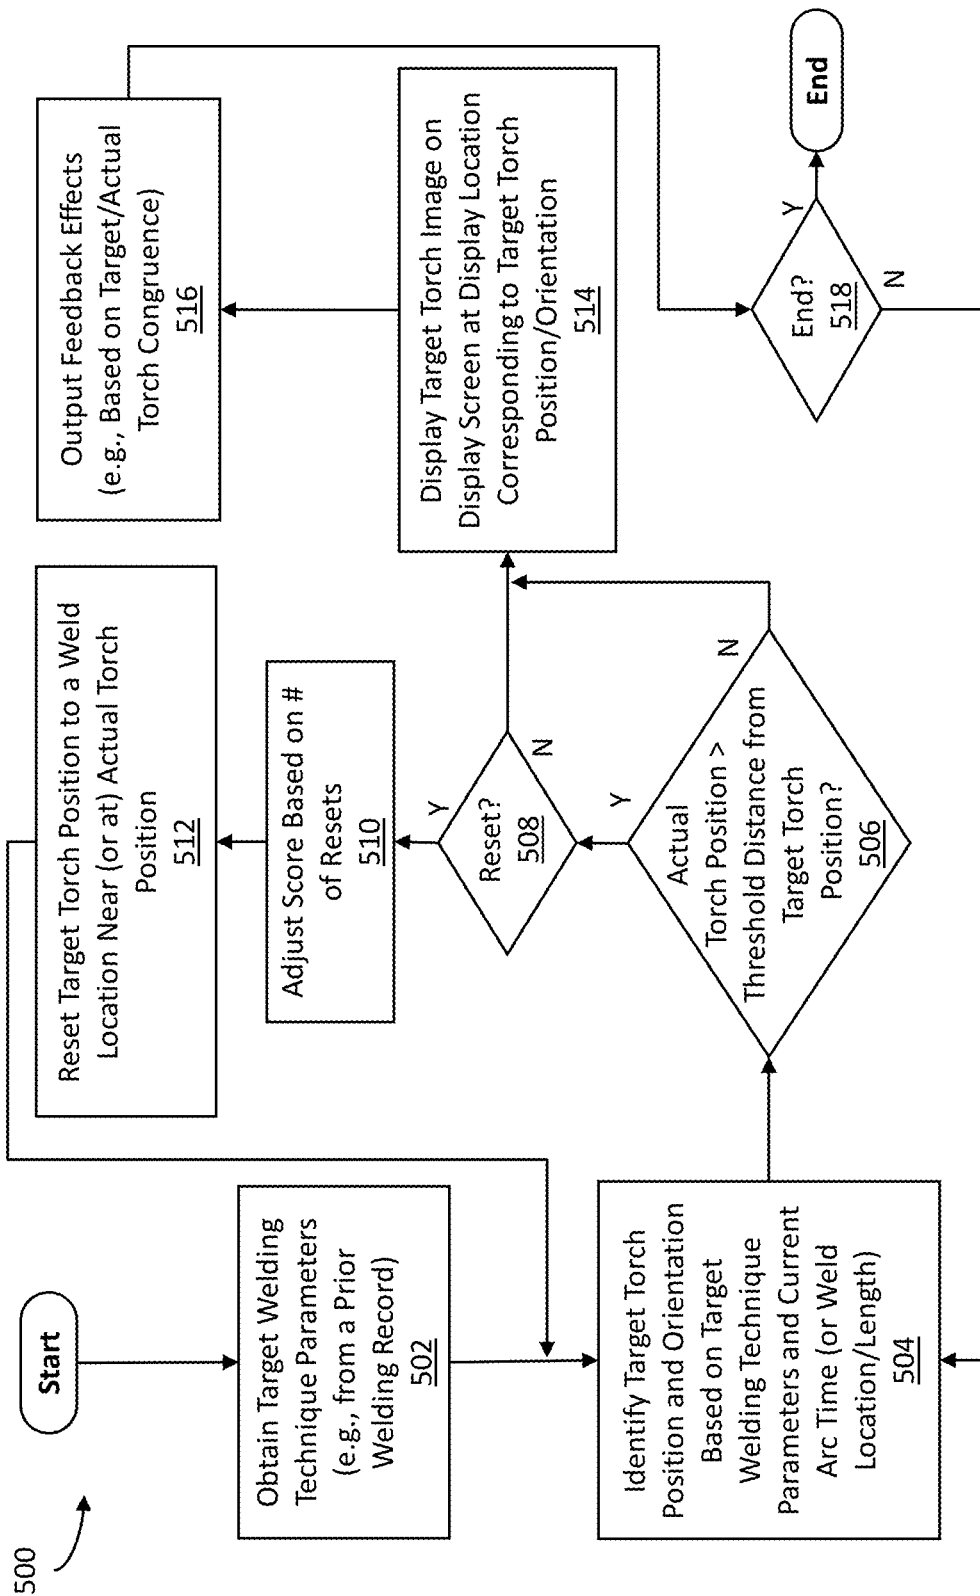 500
Start
Obtain Target Welding
Technique Parameters
(e.g., from a Prior
Welding Record)
502
Identify Target Torch
Position and Orientation
Based on Target
Welding Technique
Parameters and Current
Arc Time (or Weld
Location/Length)
504
Actual
Torch Position >
Threshold Distance from
Target Torch
Position?
506
Y
N
Reset?
508
Y
N
Adjust Score Based on #
of Resets
510
Reset Target Torch Position to a Weld
Location Near (or at) Actual Torch
Position
512
Display Target Torch Image on
Display Screen at Display Location
Corresponding to Target Torch
Position/Orientation
514
Output Feedback Effects
(e.g., Based on Target/Actual
Torch Congruence)
516
End?
518
Y
N
End